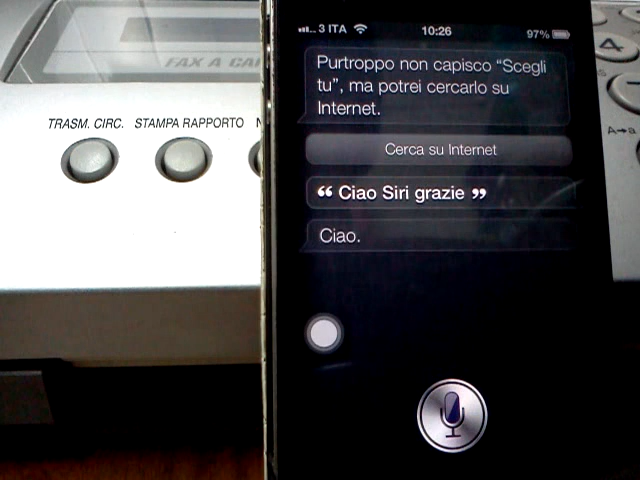 3 ITA 10:26 97%
Purtroppo non capisco “Scegli
tu”, ma potrei cercarlo su
Internet.
Cerca su Internet
“ Ciao Siri grazie ”
Ciao.
FAX A CA
TRASM. CIRC. STAMPA RAPPORTO
A→a